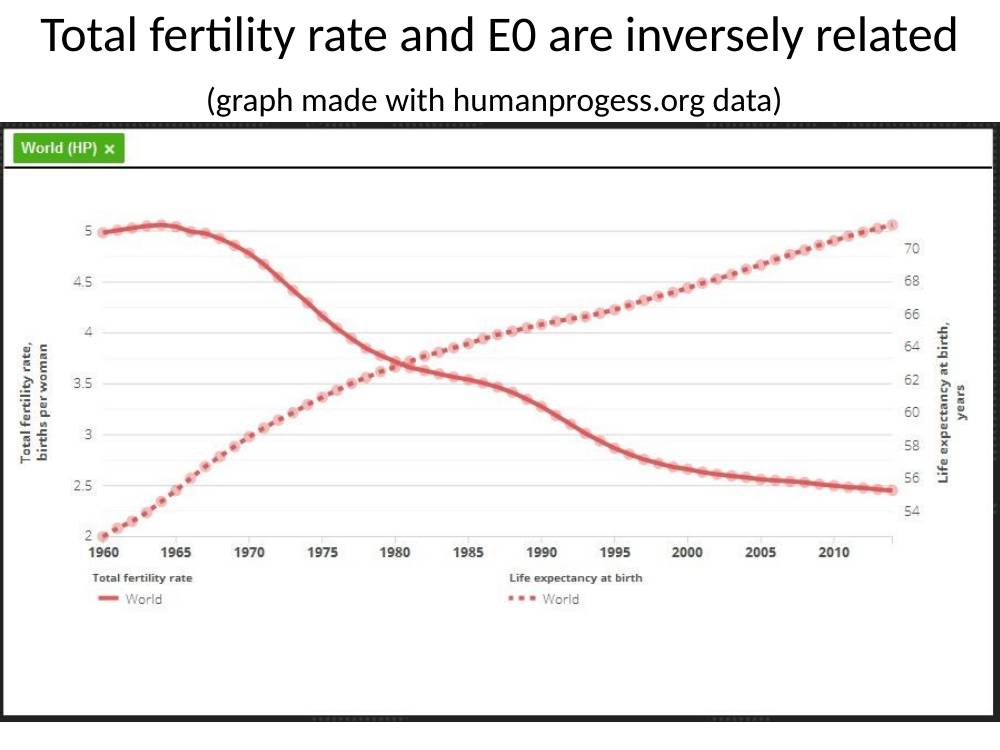 Total fertility rate and E0 are inversely related
(graph made with humanprogess.org data)
World (HP) ×
5
4.5
4
3.5
3
2.5
2
Total fertility rate,
births per woman
70
68
66
64
62
60
58
56
54
Life expectancy at birth,
years
1960 1965 1970 1975 1980 1985 1990 1995 2000 2005 2010
Total fertility rate Life expectancy at birth
World World